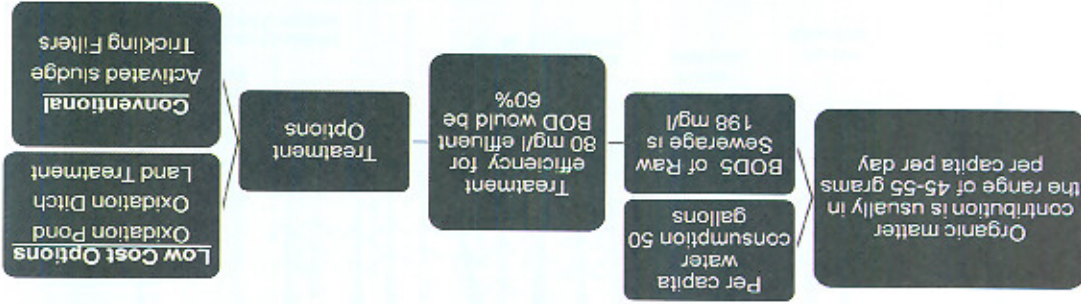 Organic matter
contribution is usually in
the range of 45-55 grams
per capita per day
Per capita
water
consumption 50
gallons
BOD5 of Raw
Sewerage is
198 mg/l
Treatment
efficiency for
80 mg/l effluent
BOD would be
60%
Treatment
Options
Low Cost Options
Oxidation Pond
Oxidation Ditch
Land Treatment
Conventional
Activated sludge
Trickling Filters